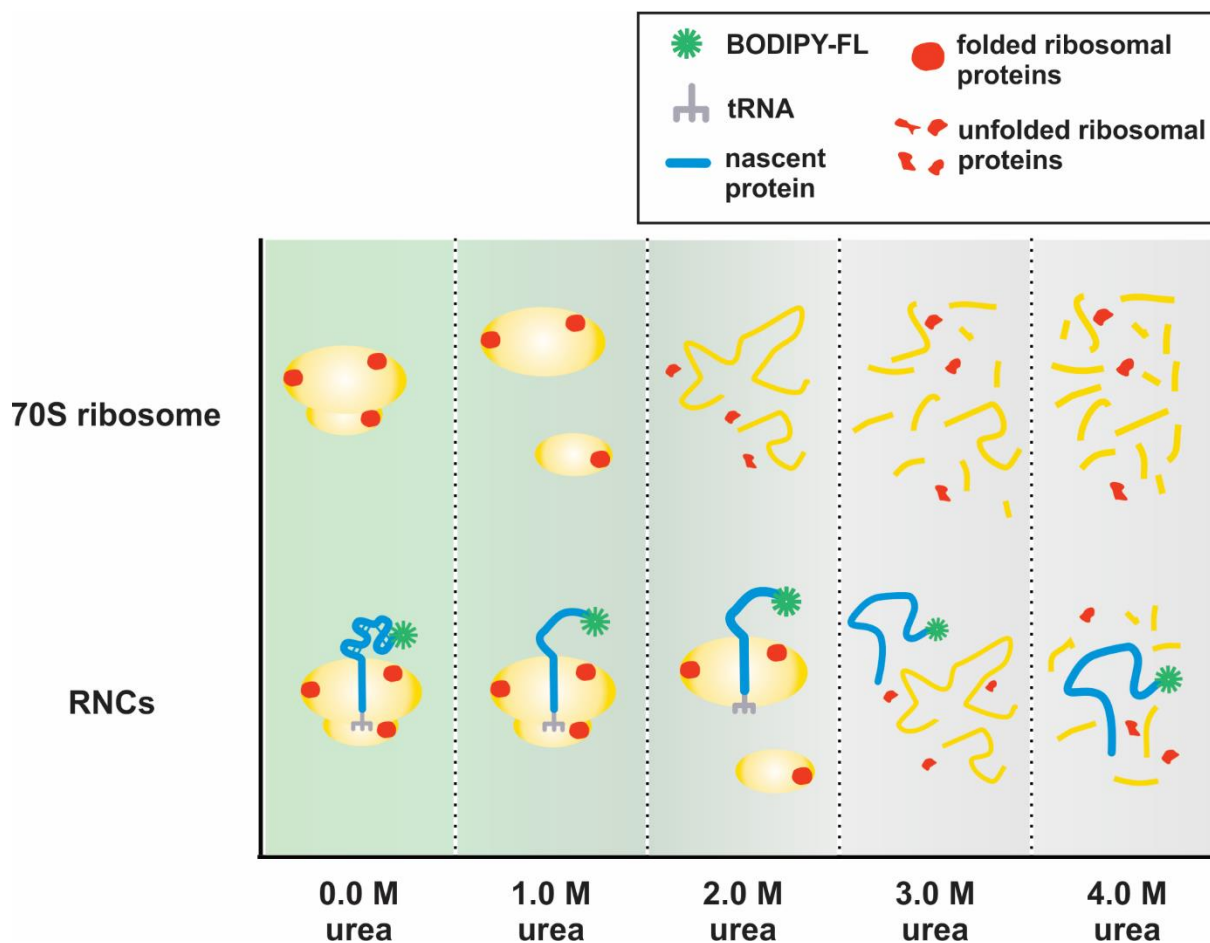 BODIPY-FL
tRNA
nascent
protein
folded ribosomal
proteins
unfolded ribosomal
proteins
70S ribosome
RNCs
0.0 M
urea
1.0 M
urea
2.0 M
urea
3.0 M
urea
4.0 M
urea